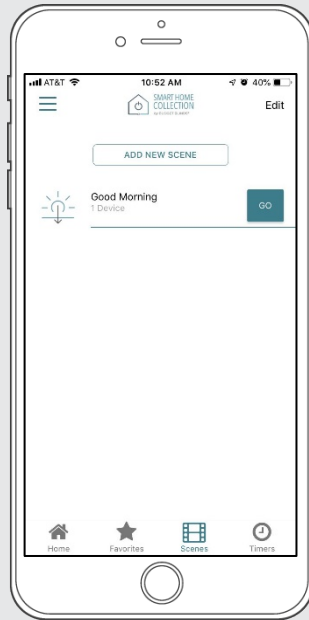 AT&T 10:52 AM 40%
SMART HOME
COLLECTION
Edit
ADD NEW SCENE
Good Morning
1 Device
GO
Home Favorites Scenes Timers